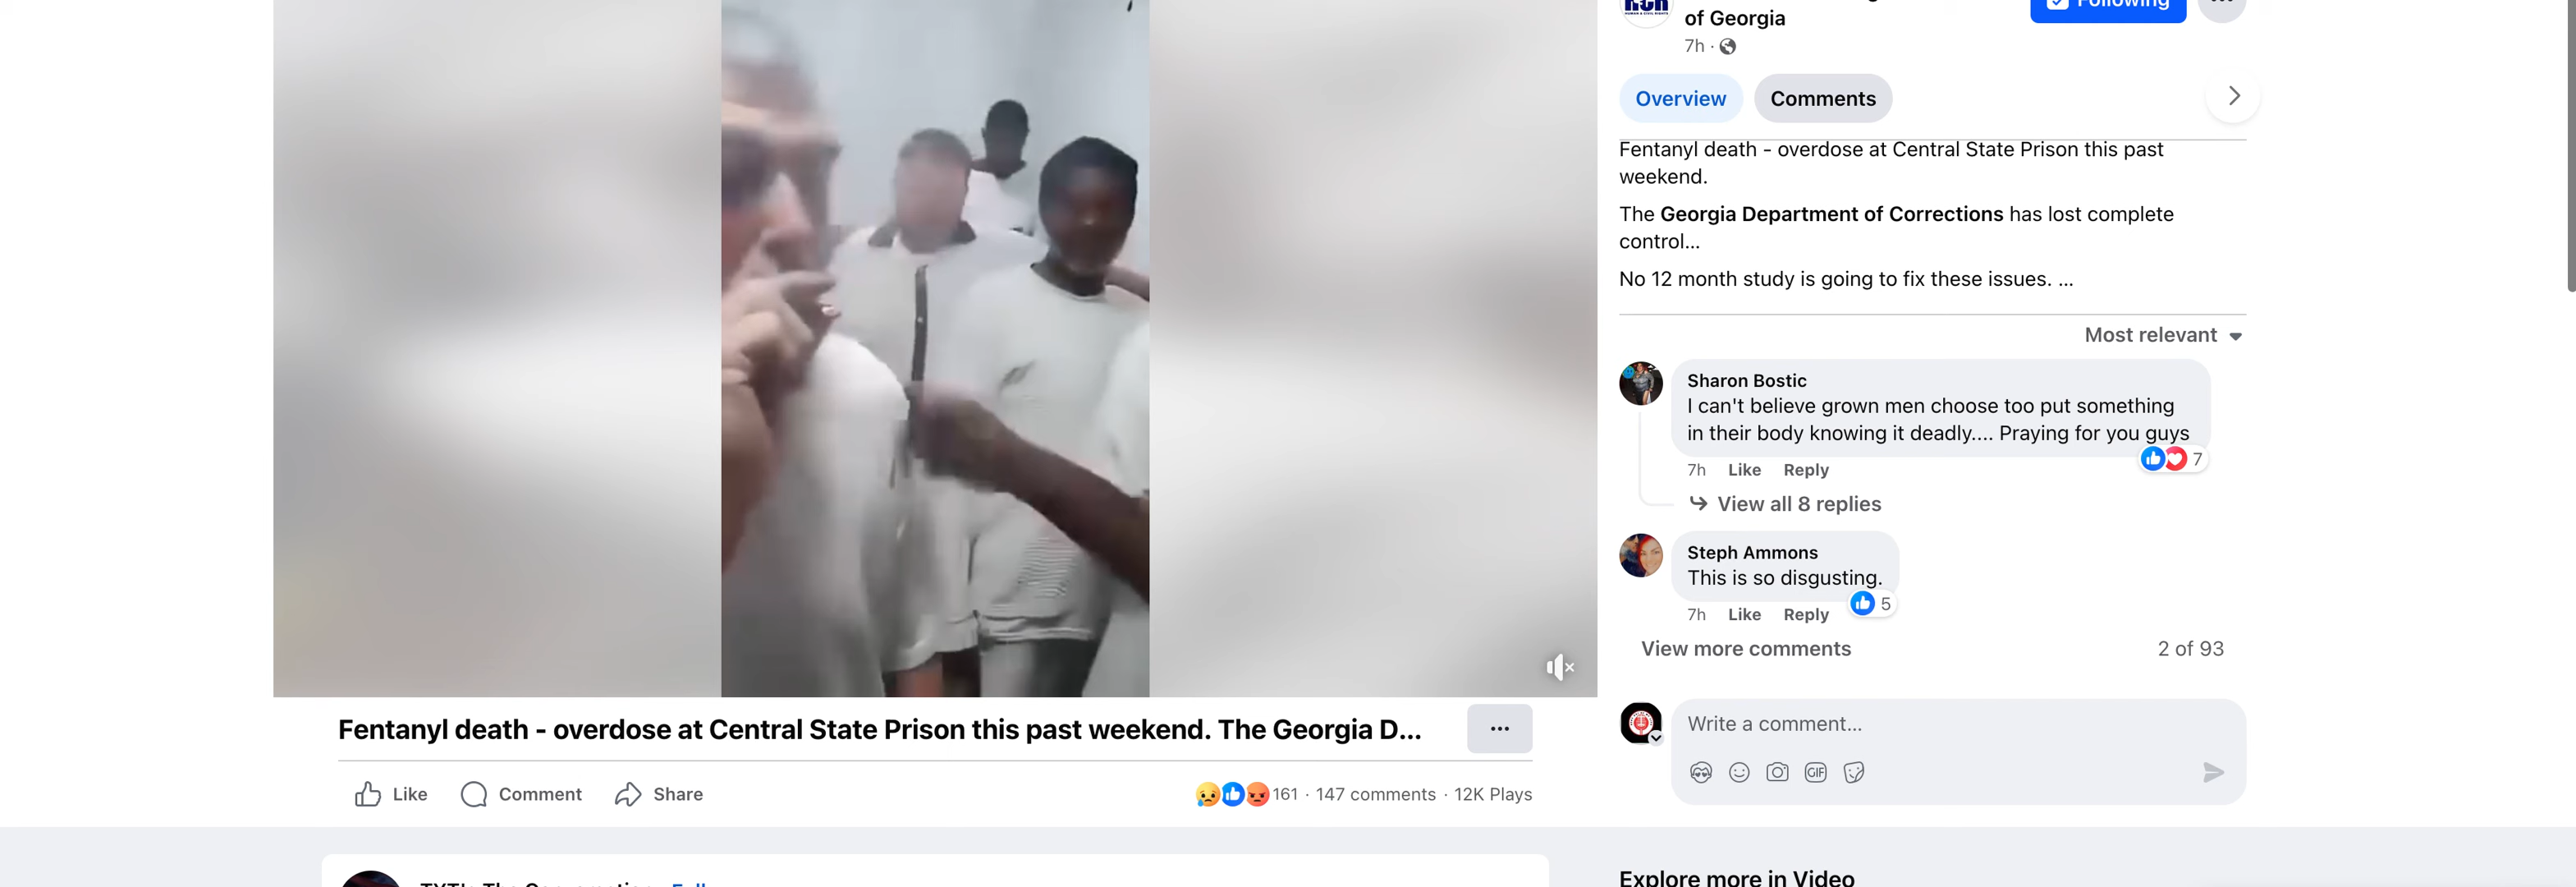 of Georgia
7h ·
Following
Overview
Comments
Fentanyl death - overdose at Central State Prison this past
weekend.
The Georgia Department of Corrections has lost complete
control...
No 12 month study is going to fix these issues. ...
Most relevant
Sharon Bostic
I can't believe grown men choose too put something
in their body knowing it deadly.... Praying for you guys
7
7h Like Reply
View all 8 replies
Steph Ammons
This is so disgusting.
5
7h Like Reply
View more comments
2 of 93
Write a comment...
GIF
Fentanyl death - overdose at Central State Prison this past weekend. The Georgia D...
Like Comment Share
161 · 147 comments · 12K Plays
Explore more in Video